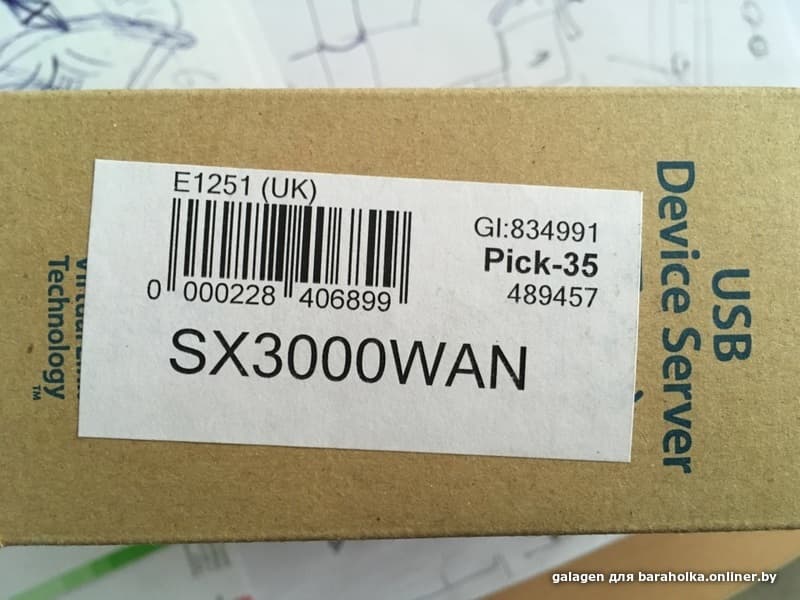 E1251 (UK)
0 000228 406899
GI:834991
Pick-35
489457
SX3000WAN
USB
Device Server
Technology
TM
galagen для baraholka.onliner.by